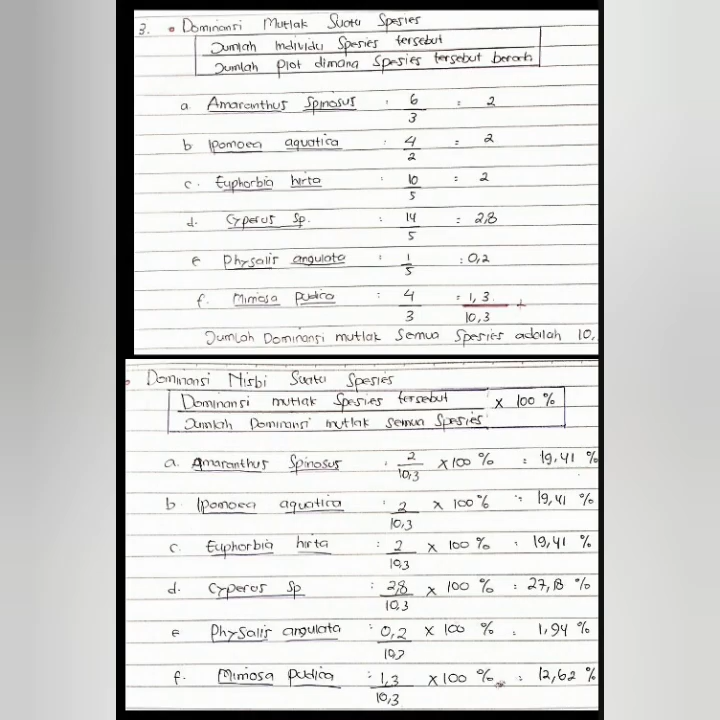 3. • Dominansi Mutlak Suatu Spesies
Jumlah Individu Spesies tersebut
Jumlah plot dimana Spesies tersebut berada
a Amaranthus Spinosus : 6/3 : 2
b Ipomoea aquatica : 4/2 = 2
c. Euphorbia hirta : 10/5 = 2
d. Cyperus Sp. : 14/5 : 2,8
e Physalis angulata : 1/5 : 0,2
f. Mimosa pudica : 4/3 = 1,3 +
10,3
Jumlah Dominansi mutlak Semua Spesies adalah 10,
Dominansi Nisbi Suatu Spesies
Dominansi mutlak Spesies tersebut x 100 %
Jumlah Dominansi mutlak semua Spesies
a. Amaranthus Spinosus : 2/10,3 x 100 % : 19,41 %
b. Ipomoea aquatica : 2/10,3 x 100 % : 19,41 %
c. Euphorbia hirta : 2/10,3 x 100 % : 19,41 %
d. Cyperus Sp : 2,8/10,3 x 100 % : 27,18 %
e Physalis angulata : 0,2/10,3 x 100 % : 1,94 %
f. Mimosa pudica : 1,3/10,3 x 100 % : 12,62 %